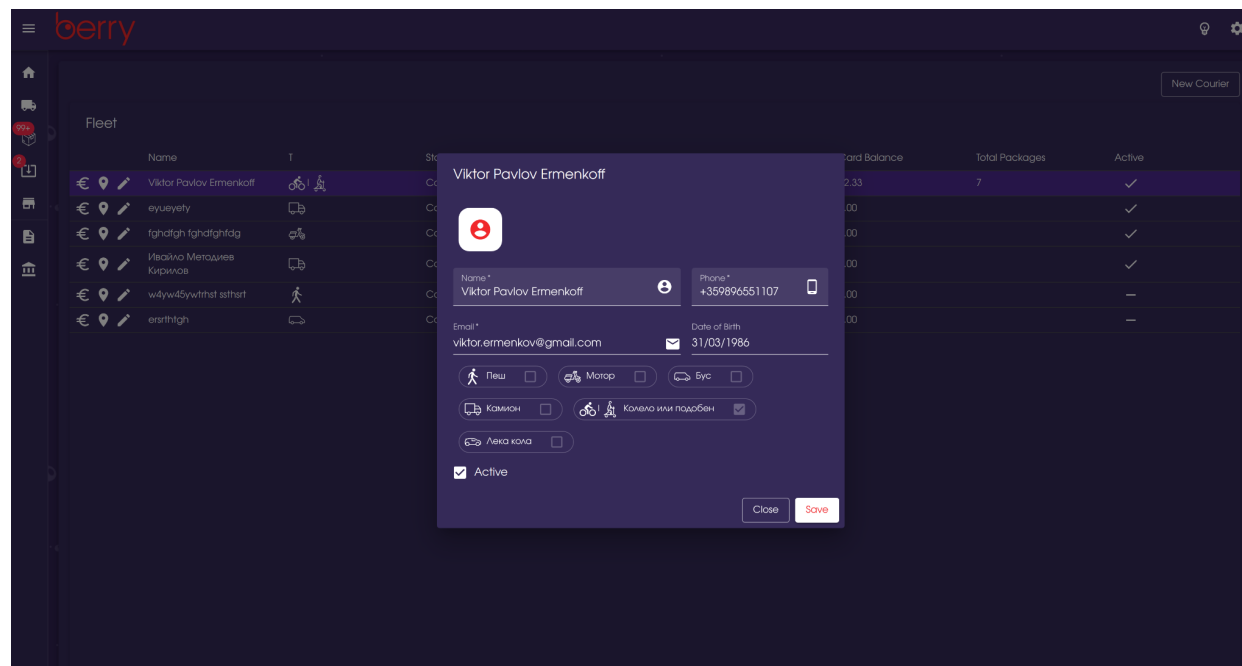 berry
New Courier
99+
Fleet
2
Name T Card Balance Total Packages Active
Viktor Pavlov Ermenkoff 2.33 7
eyueyety .00
fghdfgh fghdfghfdg .00
Ивайло Методиев
Кирилов .00
w4yw45ywtrhst ssthsrt .00
ersrthtgh .00
Viktor Pavlov Ermenkoff
Name * Phone *
Viktor Pavlov Ermenkoff +359896551107
Email * Date of Birth
viktor.ermenkov@gmail.com 31/03/1986
Пеш Мотор Бус
Камион Колело или подобен
Лека кола
Active
Close Save